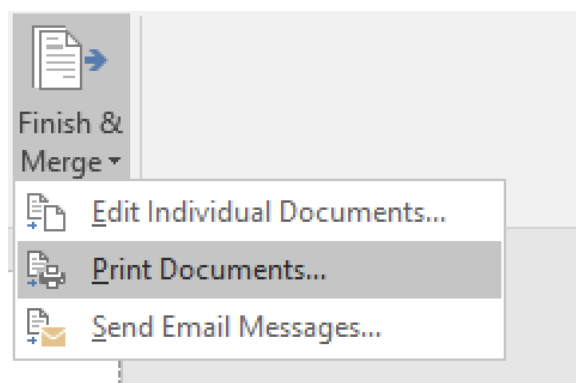 Finish &
Merge
Edit Individual Documents...
Print Documents...
Send Email Messages...